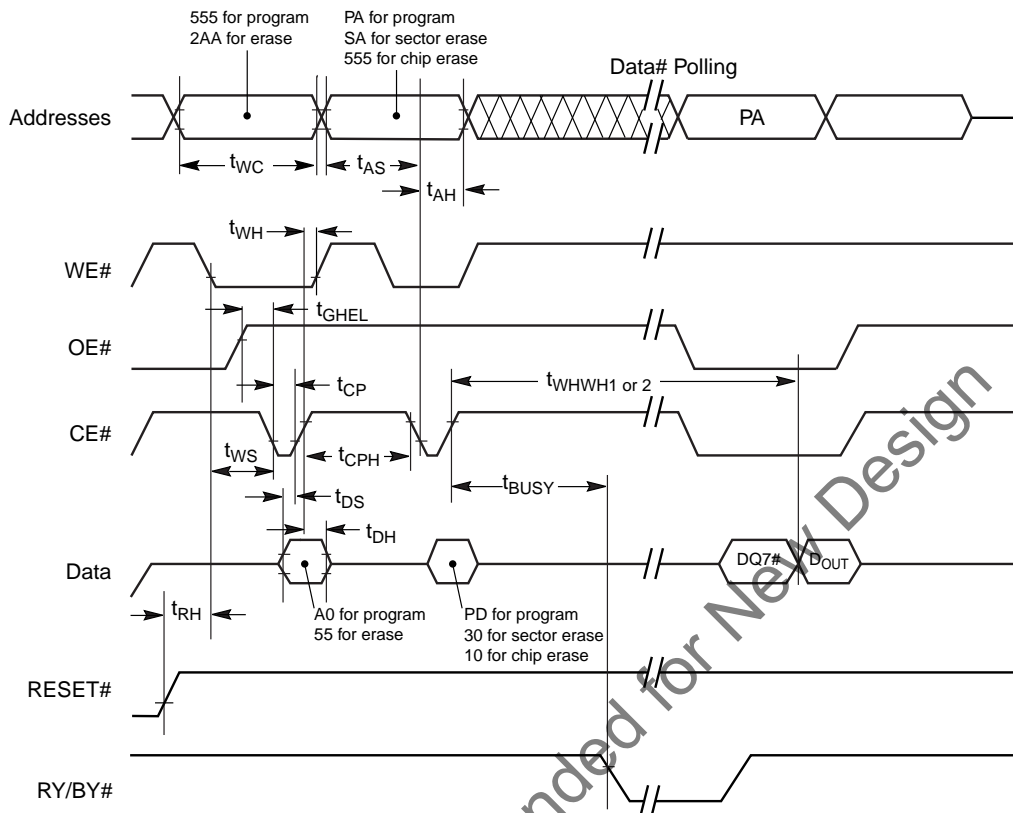 555 for program
2AA for erase
PA for program
SA for sector erase
555 for chip erase
Data# Polling
Addresses
PA
tWC
tAS
tAH
tWH
WE#
tGHEL
OE#
tCP
tWHWH1 or 2
CE#
tWS
tCPH
tBUSY
tDS
tDH
Data
DQ7#
DOUT
tRH
A0 for program
55 for erase
PD for program
30 for sector erase
10 for chip erase
RESET#
RY/BY#
nded for New Design